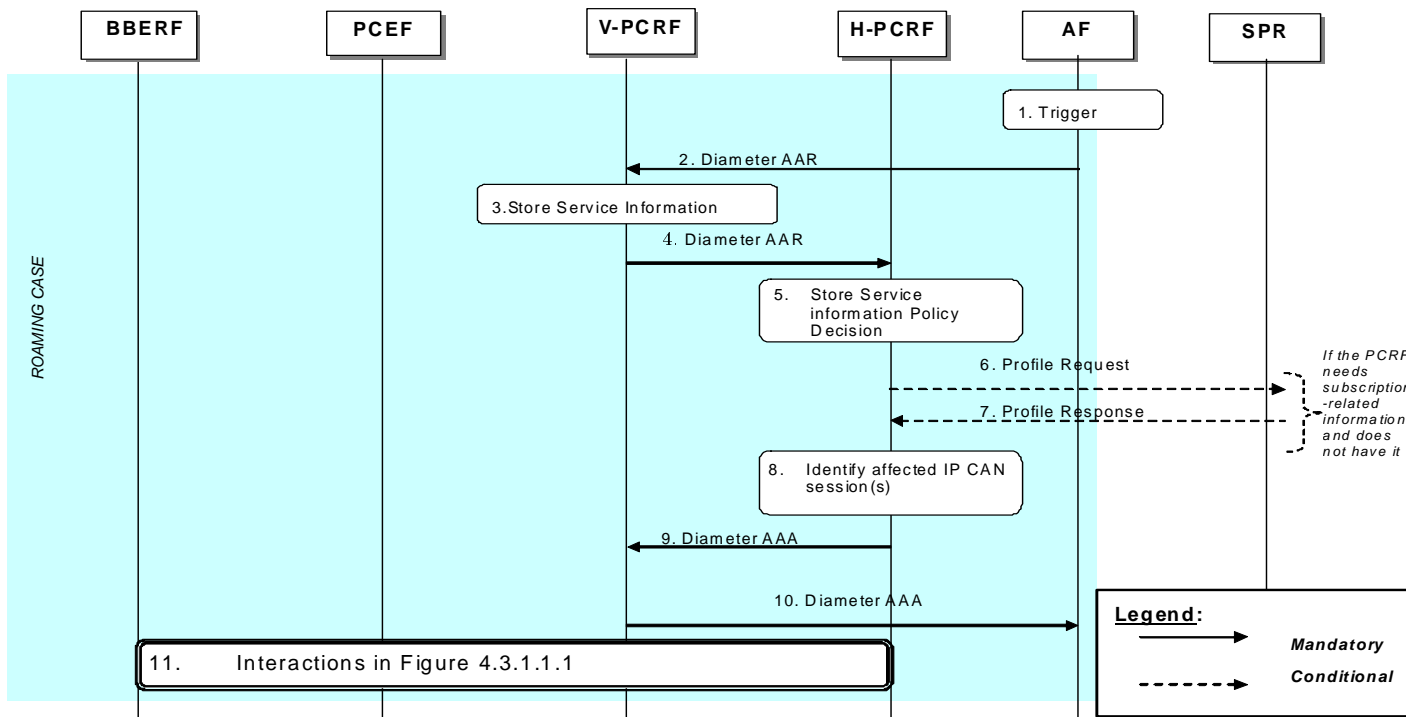 BBERF
PCEF
V-PCRF
H-PCRF
AF
SPR
ROAMING CASE
1. Trigger
2. Diameter AAR
3.Store Service Information
4. Diameter AAR
5. Store Service
information Policy
Decision
6. Profile Request
7. Profile Response
If the PCRF
needs
subscription
-related
information
and does
not have it
8. Identify affected IP CAN
session(s)
9. Diameter AAA
10. Diameter AAA
11. Interactions in Figure 4.3.1.1.1
Legend:
Mandatory
Conditional